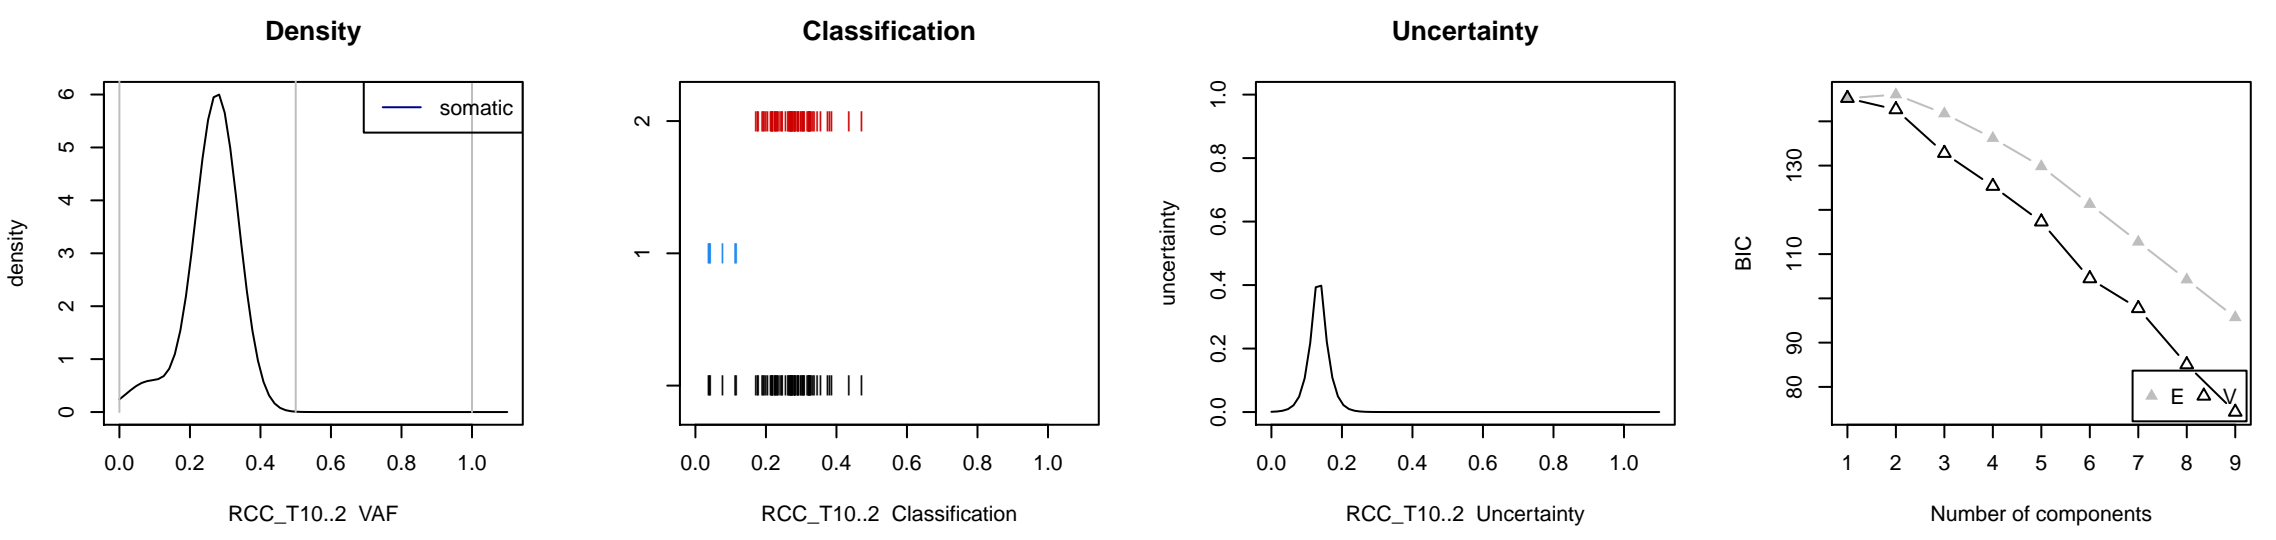 Density
6
5
4
3
2
1
0
density
somatic
0.0 0.2 0.4 0.6 0.8 1.0
RCC_T10..2 VAF
Classification
2
1
0.0 0.2 0.4 0.6 0.8 1.0
RCC_T10..2 Classification
Uncertainty
1.0
0.8
0.6
0.4
0.2
0.0
uncertainty
0.0 0.2 0.4 0.6 0.8 1.0
RCC_T10..2 Uncertainty
130
110
90
80
BIC
E V
1 2 3 4 5 6 7 8 9
Number of components